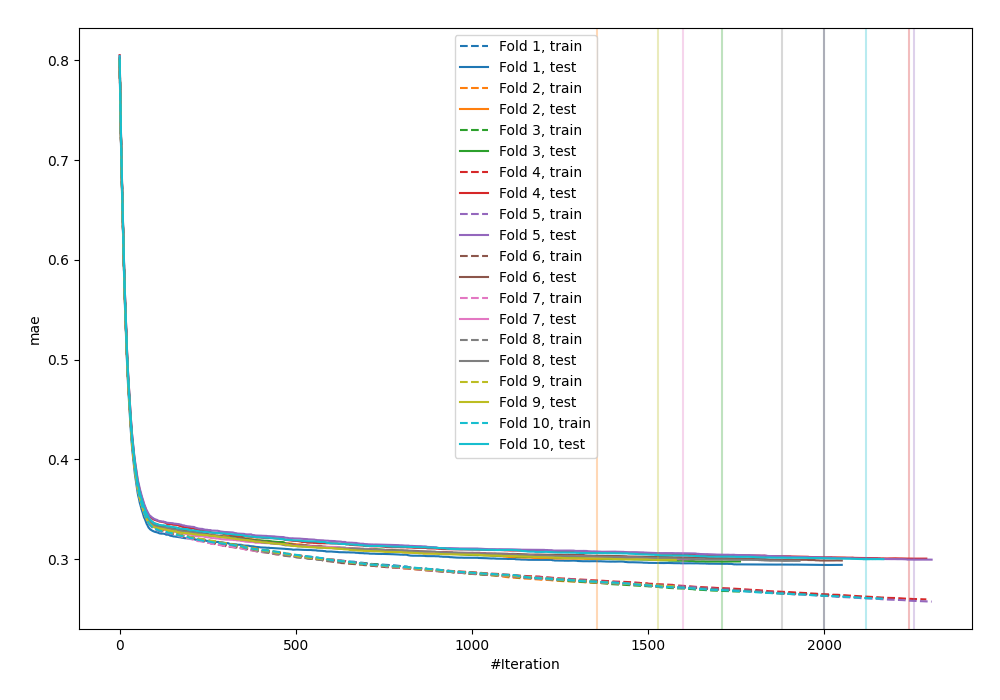 0.8
0.7
0.6
0.5
0.4
0.3
mae
0
500
1000
1500
2000
#Iteration
Fold 1, train
Fold 1, test
Fold 2, train
Fold 2, test
Fold 3, train
Fold 3, test
Fold 4, train
Fold 4, test
Fold 5, train
Fold 5, test
Fold 6, train
Fold 6, test
Fold 7, train
Fold 7, test
Fold 8, train
Fold 8, test
Fold 9, train
Fold 9, test
Fold 10, train
Fold 10, test